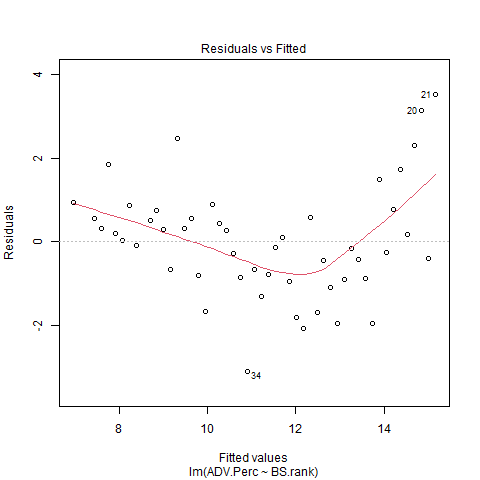 Residuals vs Fitted
4
2
0
-2
Residuals
21
20
34
8
10
12
14
Fitted values
lm(ADV.Perc ~ BS.rank)